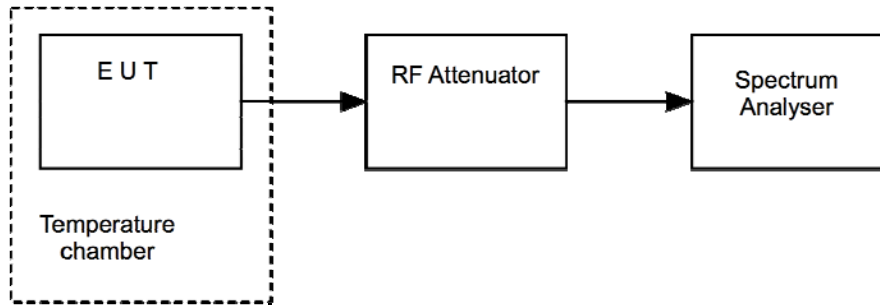 E U T
RF Attenuator
Spectrum
Analyser
Temperature
chamber